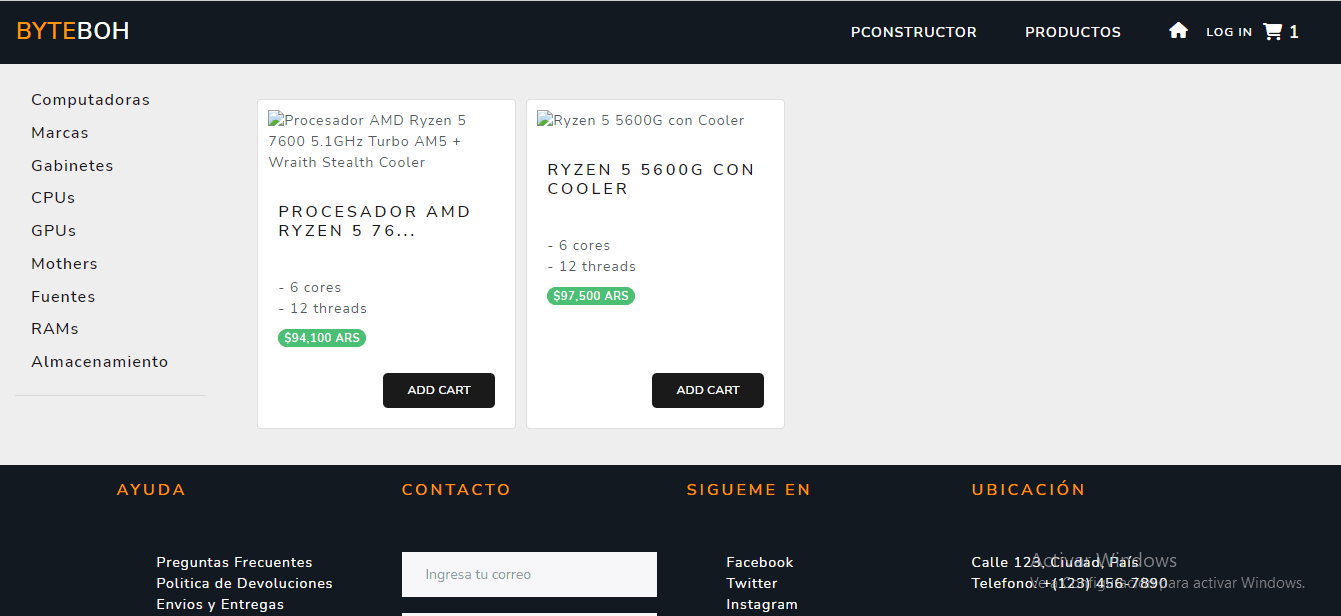 BYTEBOH
PCONSTRUCTOR
PRODUCTOS
LOG IN
1
Computadoras
Marcas
Gabinetes
CPUs
GPUs
Mothers
Fuentes
RAMs
Almacenamiento
Procesador AMD Ryzen 5
7600 5.1GHz Turbo AM5 +
Wraith Stealth Cooler
PROCESADOR AMD
RYZEN 5 76...
- 6 cores
- 12 threads
$94,100 ARS
ADD CART
Ryzen 5 5600G con Cooler
RYZEN 5 5600G CON
COOLER
- 6 cores
- 12 threads
$97,500 ARS
ADD CART
AYUDA
Preguntas Frecuentes
Politica de Devoluciones
Envios y Entregas
CONTACTO
Ingresa tu correo
SIGUEME EN
Facebook
Twitter
Instagram
UBICACIÓN
Calle 123, Ciudad, País
Telefono: +(123) 456-7890
Activar Windows
Ve a Configuración para activar Windows.